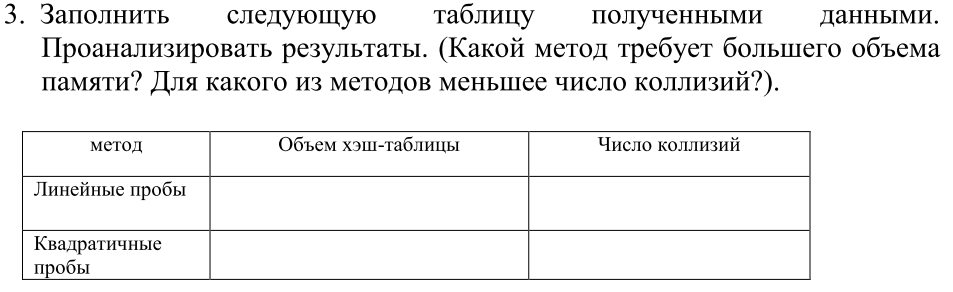 3. Заполнить следующую таблицу полученными данными.
Проанализировать результаты. (Какой метод требует большего объема
памяти? Для какого из методов меньшее число коллизий?).
метод Объем хэш-таблицы Число коллизий
Линейные пробы
Квадратичные
пробы